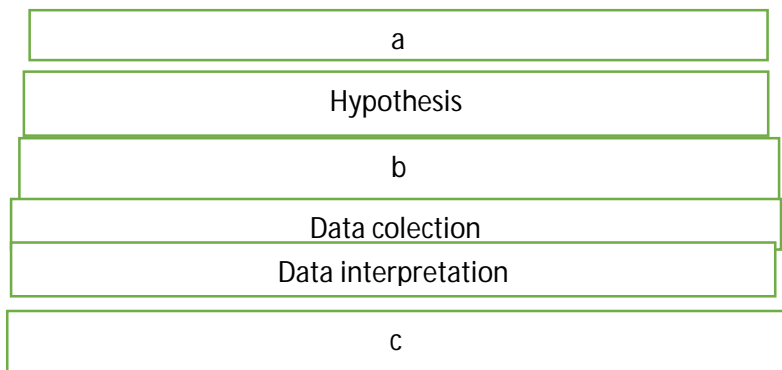 a
Hypothesis
b
Data colection
Data interpretation
c